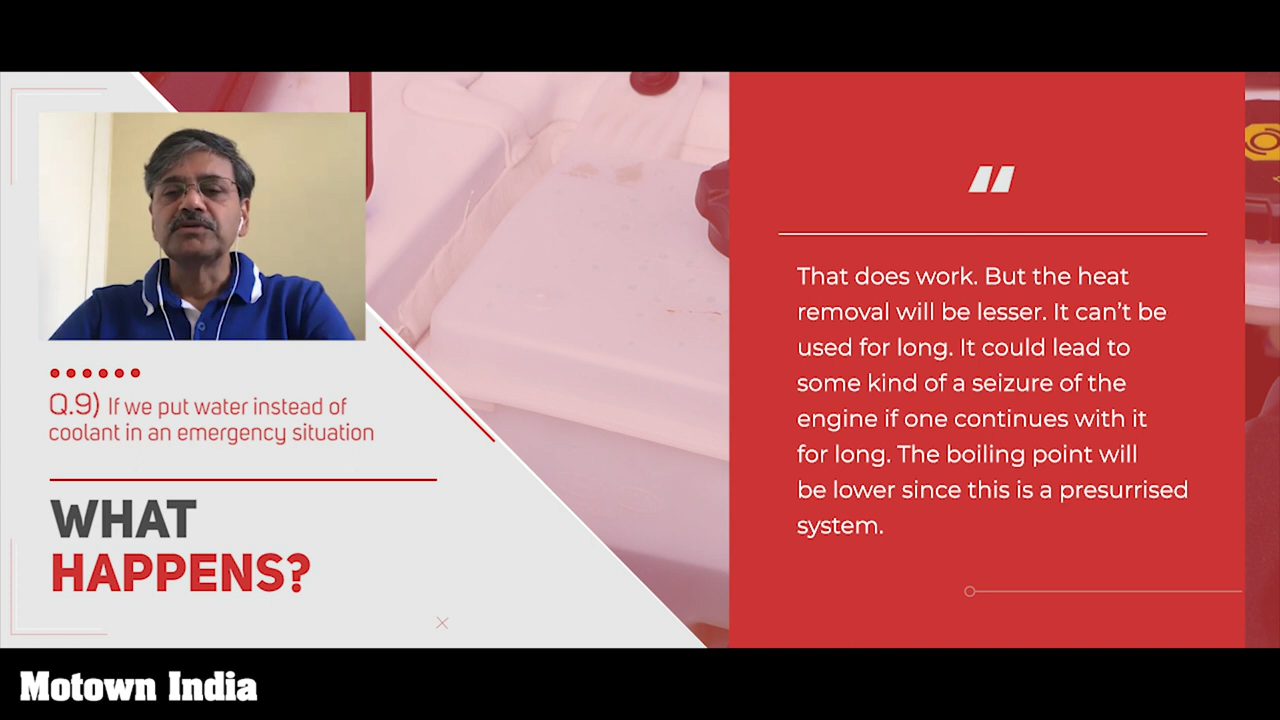 Q.9) If we put water instead of
coolant in an emergency situation
WHAT
HAPPENS?
That does work. But the heat
removal will be lesser. It can’t be
used for long. It could lead to
some kind of a seizure of the
engine if one continues with it
for long. The boiling point will
be lower since this is a presurrised
system.
Motown India